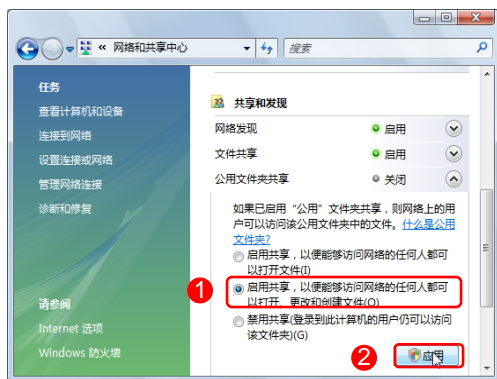 « 网络和共享中心
搜索
任务
查看计算机和设备
连接到网络
设置连接或网络
管理网络连接
诊断和修复
请参阅
Internet 选项
Windows 防火墙
共享和发现
网络发现 启用
文件共享 启用
公用文件夹共享 关闭
如果已启用“公用”文件夹共享，则网络上的用
户可以访问该公用文件夹中的文件。什么是公用
文件夹?
启用共享，以便能够访问网络的任何人都可
以打开文件(I)
1
启用共享，以便能够访问网络的任何人都可
以打开、更改和创建文件(O)
禁用共享(登录到此计算机的用户仍可以访问
该文件夹)(G)
2
应用